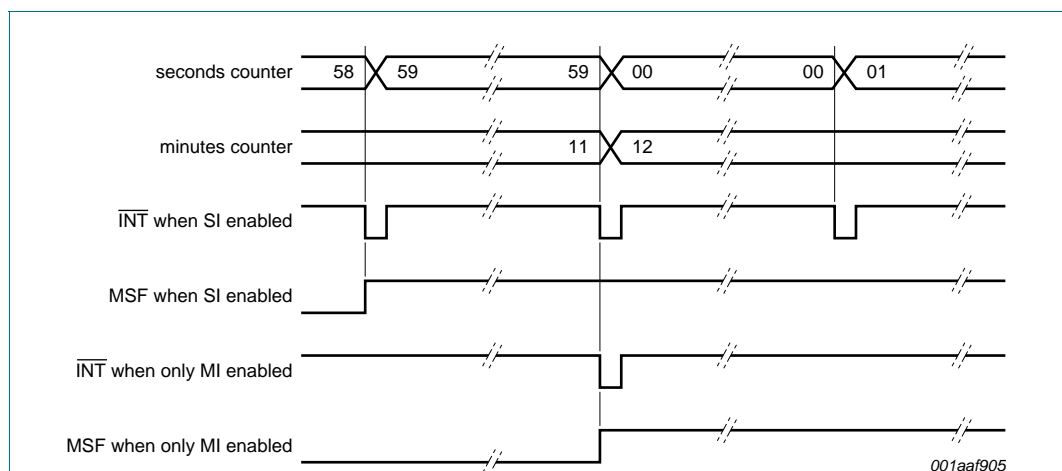 seconds counter 58 59 59 00 00 01
minutes counter 11 12
INT when SI enabled
MSF when SI enabled
INT when only MI enabled
MSF when only MI enabled
001aaf905